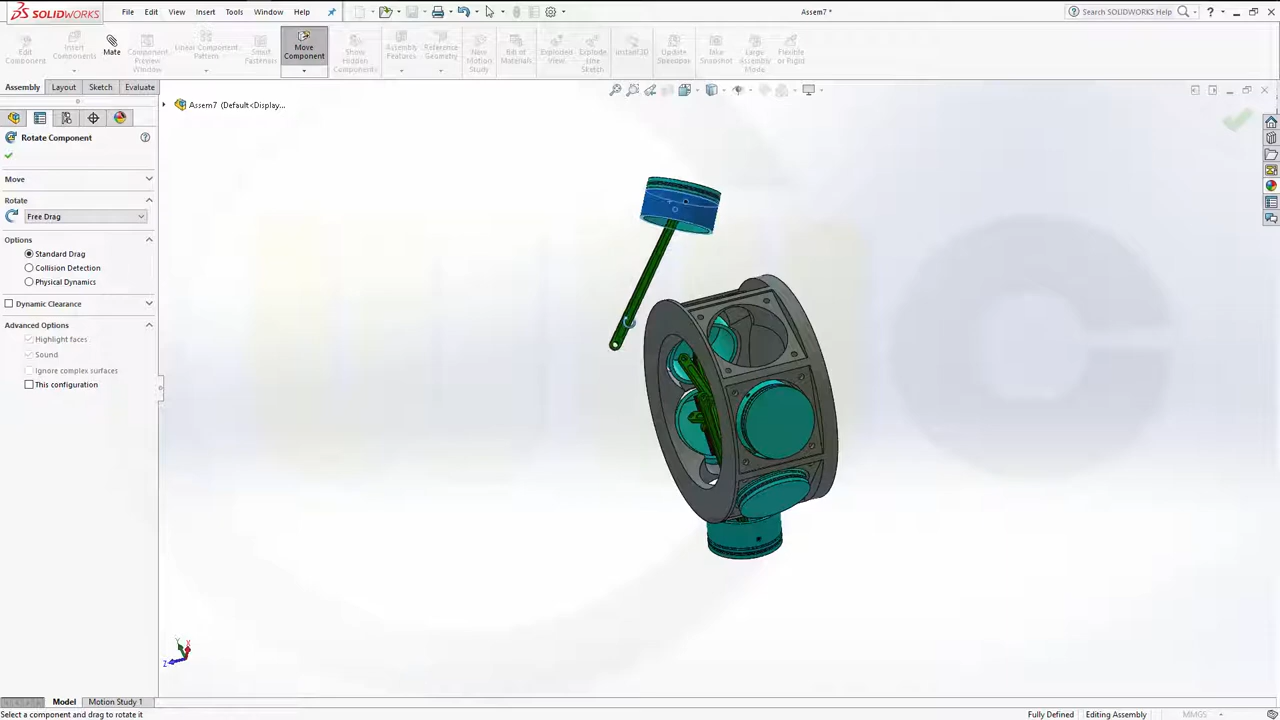 SOLIDWORKS
File Edit View Insert Tools Window Help
Assem7 *
Search SOLIDWORKS Help
Edit Component
Insert Components
Mate
Component Preview Window
Linear Component Pattern
Smart Fasteners
Move Component
Show Hidden Components
Assembly Features
Reference Geometry
New Motion Study
Bill of Materials
Exploded View
Explode Line Sketch
Instant3D
Update Speedpak
Take Snapshot
Large Assembly Mode
Flexible or Rigid
Assembly Layout Sketch Evaluate
Assem7 (Default<Display...
Rotate Component
Move
Rotate
Free Drag
Options
Standard Drag
Collision Detection
Physical Dynamics
Dynamic Clearance
Advanced Options
Highlight faces
Sound
Ignore complex surfaces
This configuration
Y
X
Z
Model Motion Study 1
Select a component and drag to rotate it
Fully Defined Editing Assembly MMGS